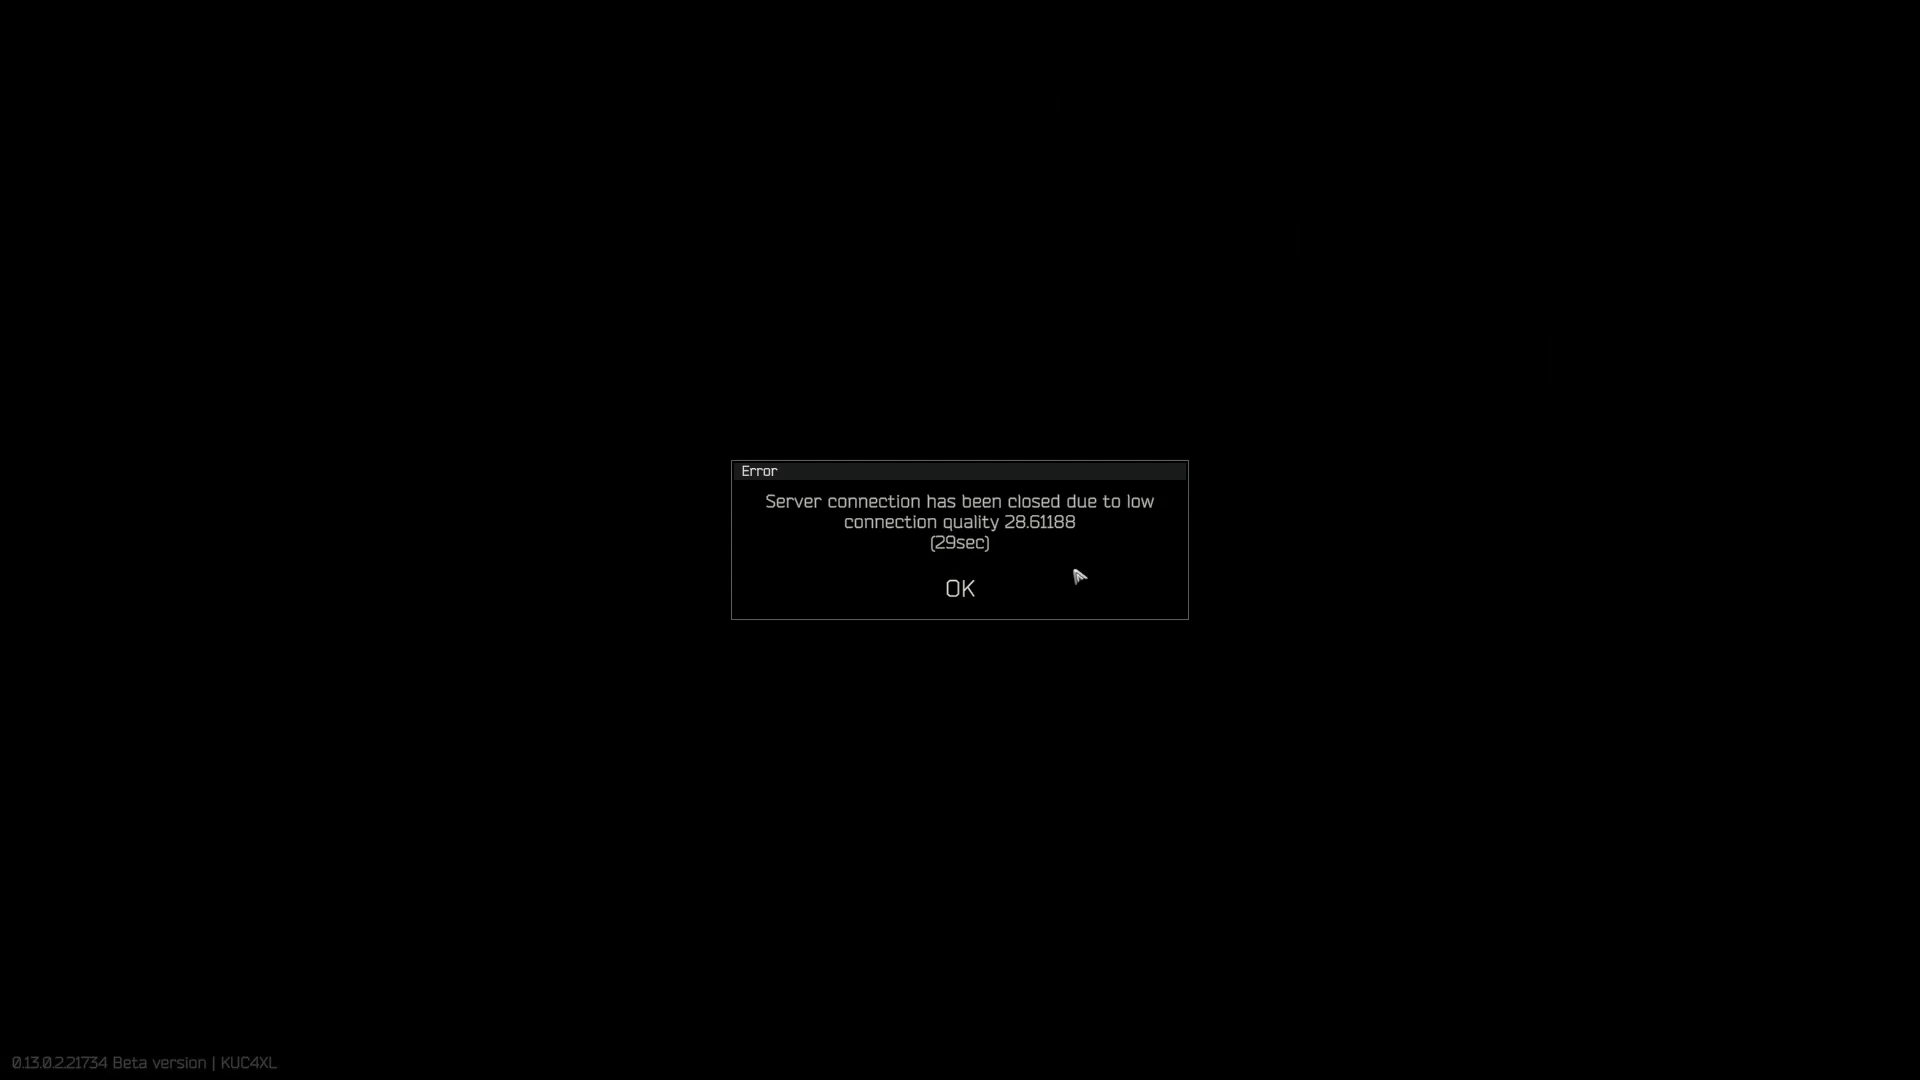 Error
Server connection has been closed due to low
connection quality 28.61188
(29sec)
OK
0.13.0.2.21734 Beta version | KUC4XL